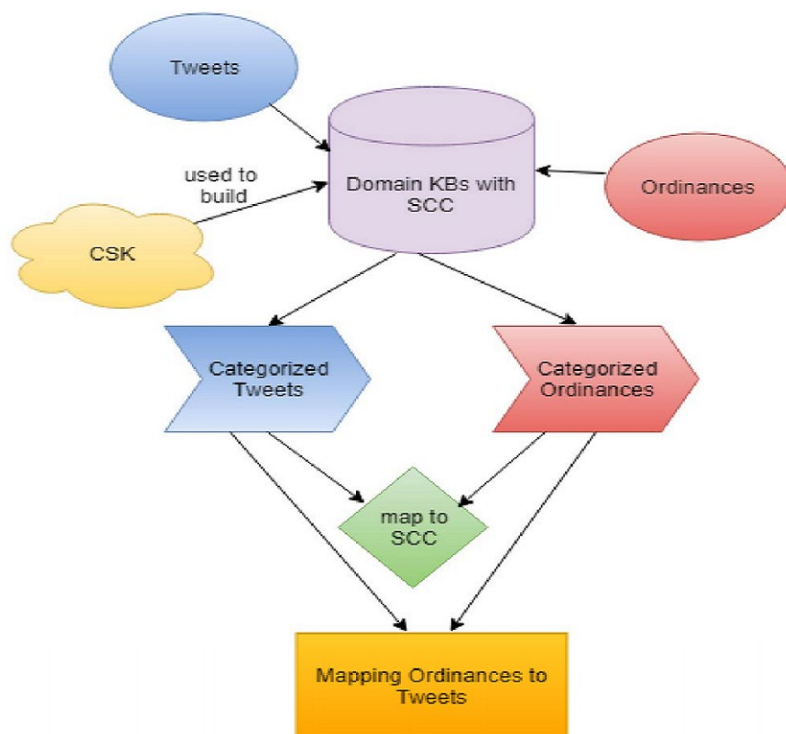 Tweets
Domain KBs with
SCC
used to
build
Ordinances
CSK
Categorized
Tweets
Categorized
Ordinances
map to
SCC
Mapping Ordinances to
Tweets